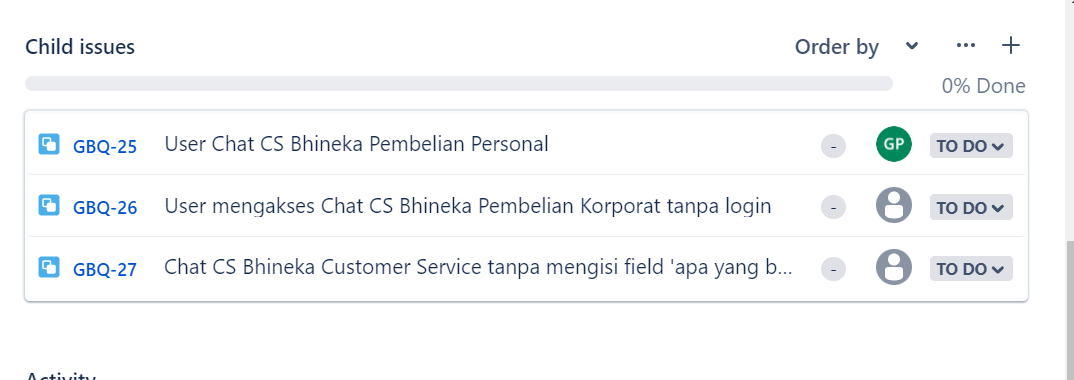 Child issues Order by
0% Done
GBQ-25 User Chat CS Bhineka Pembelian Personal - GP TO DO
GBQ-26 User mengakses Chat CS Bhineka Pembelian Korporat tanpa login - TO DO
GBQ-27 Chat CS Bhineka Customer Service tanpa mengisi field 'apa yang b... - TO DO
Activity